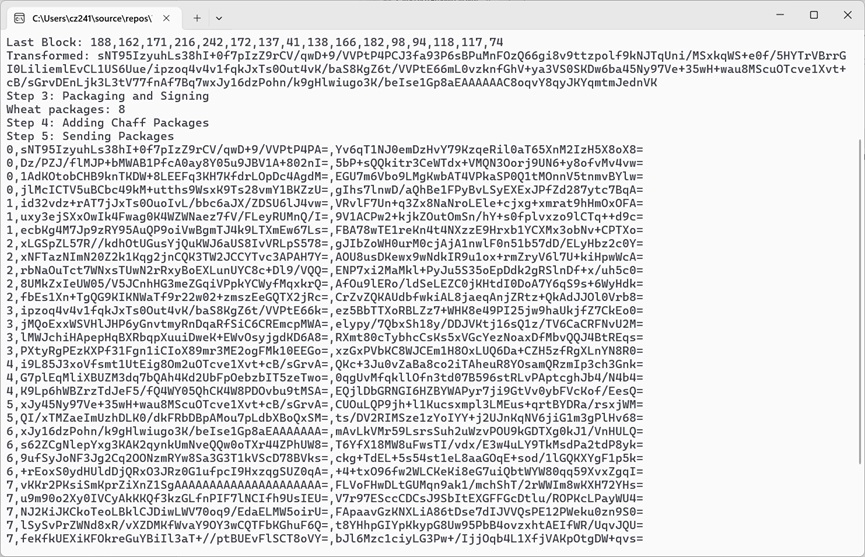 C:\Users\cz241\source\repos\
Last Block: 188,162,171,216,242,172,137,41,138,166,182,98,94,118,117,74
Transformed: sNT95IzyuhLs38hI+0f7pIzZ9rCV/qwD+9/VVPtP4PCJ3fa93P6sBPuMnFOzQ66gi8v9ttzpolf9kNJTqUni/MSxkqWS+e0f/5HYTrVBrrG
I0LiliemlEvCL1US6Uue/ipzoq4v4v1fqkJxTs0Out4vK/baS8KgZ6t/VVPtE66mL0vzknfGhV+ya3VS0SKDw6ba45Ny97Ve+35wH+wau8MScuOTcve1Xvt+
cB/sGrvDEnLjk3L3tV77fnAf7Bq7wxJy16dzPohn/k9gHlwiugo3K/beIse1Gp8aEAAAAAAC8oqvY8qyJKYqmtmJednVK
Step 3: Packaging and Signing
Wheat packages: 8
Step 4: Adding Chaff Packages
Step 5: Sending Packages
0,sNT95IzyuhLs38hI+0f7pIzZ9rCV/qwD+9/VVPtP4PA=,Yv6qT1NJ0emDzHvY79KzqeRil0aT65XnM2IzH5X8oX8=
0,Dz/PZJ/flMJP+bMWAB1PfcA0ay8Y05u9JBV1A+802nI=,5bP+sQQkitr3CeWTdx+VMQN3Oorj9UN6+y8ofvMv4vw=
0,1AdKOtobCHB9knTKDW+8LEEFq3KH7KfdrLOpDc4AgdM=,EGU7m6Vbo9LMgKwbAT4VPkaSP0Q1tMOnnV5tnmvBYlw=
0,jlMcICTV5uBCbc49kM+utths9WsxK9Ts28vmY1BKZzU=,gIhs7lnwD/aQhBe1FPyBvLSyEXExJPfZd287ytc7BqA=
1,id32vdz+rAT7jJxTs0OuoIvL/bbc6aJX/ZDSU6lJ4vw=,VRvlF7Un+q3Zx8NaNroLEle+cjxg+xmrat9hHmOxOFA=
1,uxy3ejSXxOwIk4Fwag0K4WZWNaez7fV/FLeyRUMnQ/I=,9V1ACPw2+kjkZOutOmSn/hY+s0fplvxzo9lCTq++d9c=
1,ecbKg4M7Jp9zRY95AuQP9oiVwBgmTJ4k9LTXmEw67Ls=,FBA78wTE1reKn4t4NXzzE9Hrxb1YCXMx3obNv+CPTXo=
2,xLGSpZL57R//kdhOtUGusYjQuKWJ6aUS8IvVRLpS578=,gJIbZoWH0urM0cjAjA1nwlF0n51b57dD/ELyHbz2c0Y=
2,xNFTazNImN20Z2k1Kqg2jnCQK3TW2JCCYTvc3APAH7Y=,AOU8usDKewx9wNdkIR9u1ox+rmZryV6l7U+kiHpwWcA=
2,rbNaOuTct7WNxsTUwN2rRxyBoEXLunUYC8c+Dl9/VQQ=,ENP7xi2MaMkl+PyJu5S35oEpDdk2gRSlnDf+x/uh5c0=
2,8UMkZxIeUW05/V5JCnhHG3meZGqiVPpkYCWyfMqxkrQ=,AfOu9lERo/ldSeLEZC0jKHtdI0DoA7Y6qS9s+6WyHdk=
2,fbEs1Xn+TgQG9KIKNWaTf9r22w02+zmszEeGQTX2jRc=,CrZvZQKAUdbfwkiAL8jaeqAnjZRtz+QkAdJJOl0Vrb8=
3,ipzoq4v4v1fqkJxTs0Out4vK/baS8KgZ6t/VVPtE66k=,ez5BbTTXoRBLZz7+WHK8e49PI25jw9haUkjfZ7CkEo0=
3,jMQoExxWSVHlJHP6yGnvtmyRnDqaRfSiC6CREmcpMWA=,elypy/7QbxSh18y/DDJVKtj16sQ1z/TV6CaCRFNvU2M=
3,lMWJchiHApepHqBXRbqpXuuiDweK+EWvOsyjgdKD6A8=,RXmt80cTybhcCsKs5xVGcYezNoaxDfMbvQQJ4BtREqs=
3,PXtyRgPEzKXPf31Fgn1iCIoX89mr3ME2ogFMk10EEGo=,xzGxPVbKC8WJCEm1H8OxLUQ6Da+CZH5zfRgXLnYN8R0=
4,i9L85J3xoVfsmt1UtEig8Om2uOTcve1Xvt+cB/sGrvA=,QKc+3Ju0vZaBa8co2iTAheuR8YOsamQRzmIp3ch3Gnk=
4,G7plEqMliXBUZM3dq7bQAh4Kd2UbFpOebzbIT5zeTwo=,0qgUvMfqkllOfn3td07B596stRLvPAptcghJb4/N4b4=
4,K9Lp6hWBZrzTdJeF5/fQ4WY05QhCK4W8PDOvbu9tMSA=,EQjlDbGRNGI6HZBYWAPyr7ji9GtVv0ybFVcKof/EesQ=
5,xJy45Ny97Ve+35wH+wau8MScuOTcve1Xvt+cB/sGrvA=,CUOuLQP9jh+l1Kucsxmpl3LMEus+qrtBYDRa/rsxjWM=
5,QI/xTMZaeImUzhDLK0/dkFRbDBpAMou7pLdbXBoQxSM=,ts/DV2RIMSze1zYoIYY+j2UJnKqNV6jiG1m3gPlHv68=
6,xJy16dzPohn/k9gHlwiugo3K/beIse1Gp8aEAAAAAAA=,mAvLkVMr59LsrsSuh2uWzvPOU9kGDTXg0kJ1/VnHULQ=
6,s62ZCgNlepYxg3KAK2qynkUmNveQQw0oTXr44ZPhUW8=,T6YfX18MW8uFwsTI/vdx/E3w4uLY9TkMsdPa2tdP8yk=
6,9ufSyJoNF3Jg2Cq2OONzmRYw8Sa3G3T1kVScD78BVks=,ckg+TdEL+5s54st1eL8aaGOqE+sod/1lGQKXYgF1p5k=
6,+rEoxS0ydHUldDjQRxO3JRz0G1ufpcI9HxzqgSUZ0qA=,+4+txO96fw2WLCKeKi8eG7uiQbtWYW80qq59XvxZgqI=
7,vKKr2PKsiSmKprZiXnZ1SgAAAAAAAAAAAAAAAAAAAAA=,FLVoFHwDLtGUMqn9ak1/mchShT/2rWWIm8wKXH72YHs=
7,u9m90o2Xy0IVCyAkKKQf3kzGLfnPIF7lNCIfh9UsIEU=,V7r97ESccCDCsJ9SbItEXGFFGcDtlu/ROPKcLPayWU4=
7,NJ2KiJKCkoTeoLBklCJDiwLWV70oq9/EdaELMW5oirU=,FApaavGzKNXLiA86tDse7dIJVVQsPE12PWeku0zn9S0=
7,lSySvPrZWNd8xR/vXZDMKfWvaY9OY3wCQTFbKGhuF6Q=,t8YHhpGIYpKkypG8Uw95PbB4ovzxhtAEIfWR/UqvJQU=
7,feKfkUEXiKFOkreGuYBiIl3aT+//ptBUEvFlSCT8oVY=,bJl6Mzc1ciyLG3Pw+/IjjOqb4L1XfjVAKpOtgDW+qvs=